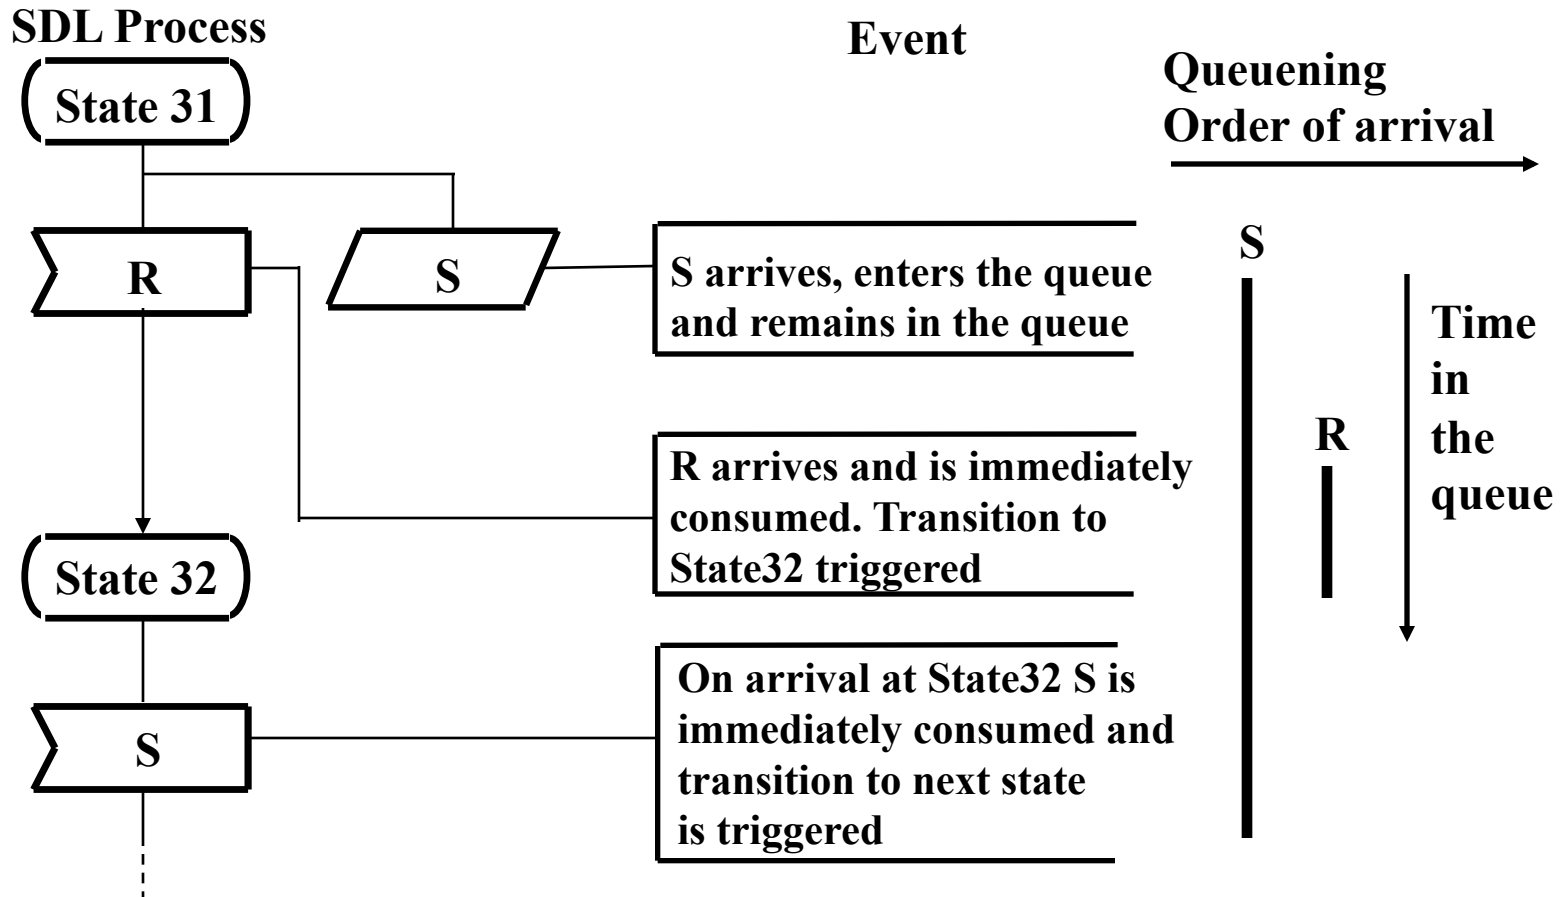 SDL Process
Event
Queuening
Order of arrival
State 31
R
S
S arrives, enters the queue
and remains in the queue
S
Time
in
the
queue
R
R arrives and is immediately
consumed. Transition to
State32 triggered
State 32
On arrival at State32 S is
immediately consumed and
transition to next state
is triggered
S